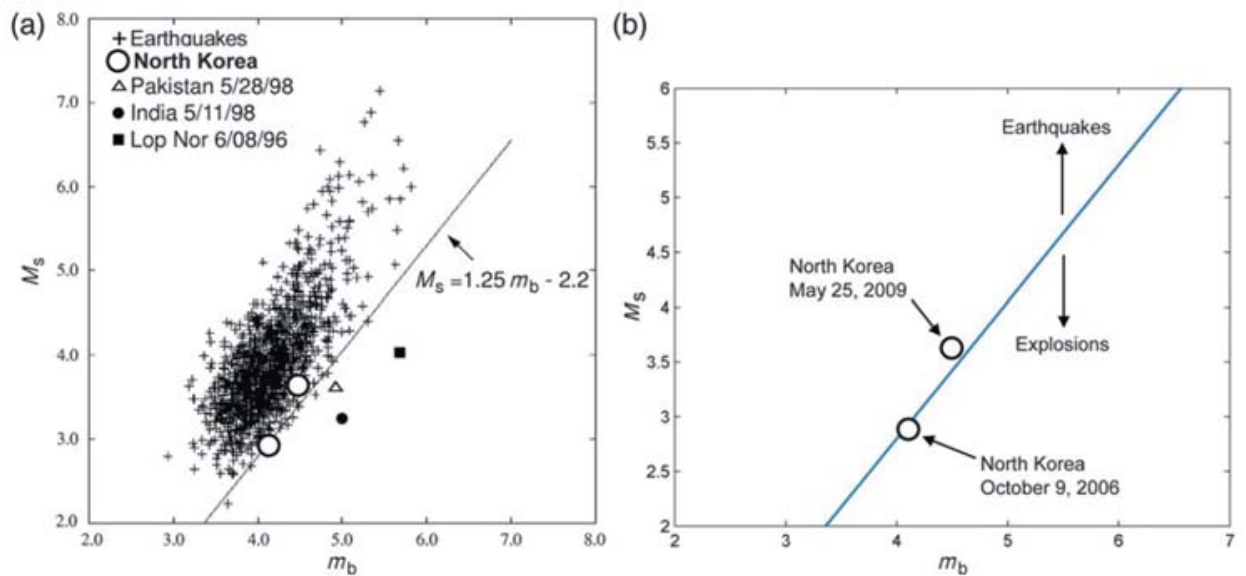 (a)
8.0
7.0
6.0
5.0
4.0
3.0
2.0
Ms
+ Earthquakes
North Korea
Pakistan 5/28/98
India 5/11/98
Lop Nor 6/08/96
Ms =1.25 mb - 2.2
2.0 3.0 4.0 5.0 6.0 7.0 8.0
mb
(b)
6
5.5
5
4.5
4
3.5
3
2.5
2
Ms
Earthquakes
North Korea
May 25, 2009
Explosions
North Korea
October 9, 2006
2 3 4 5 6 7
mb